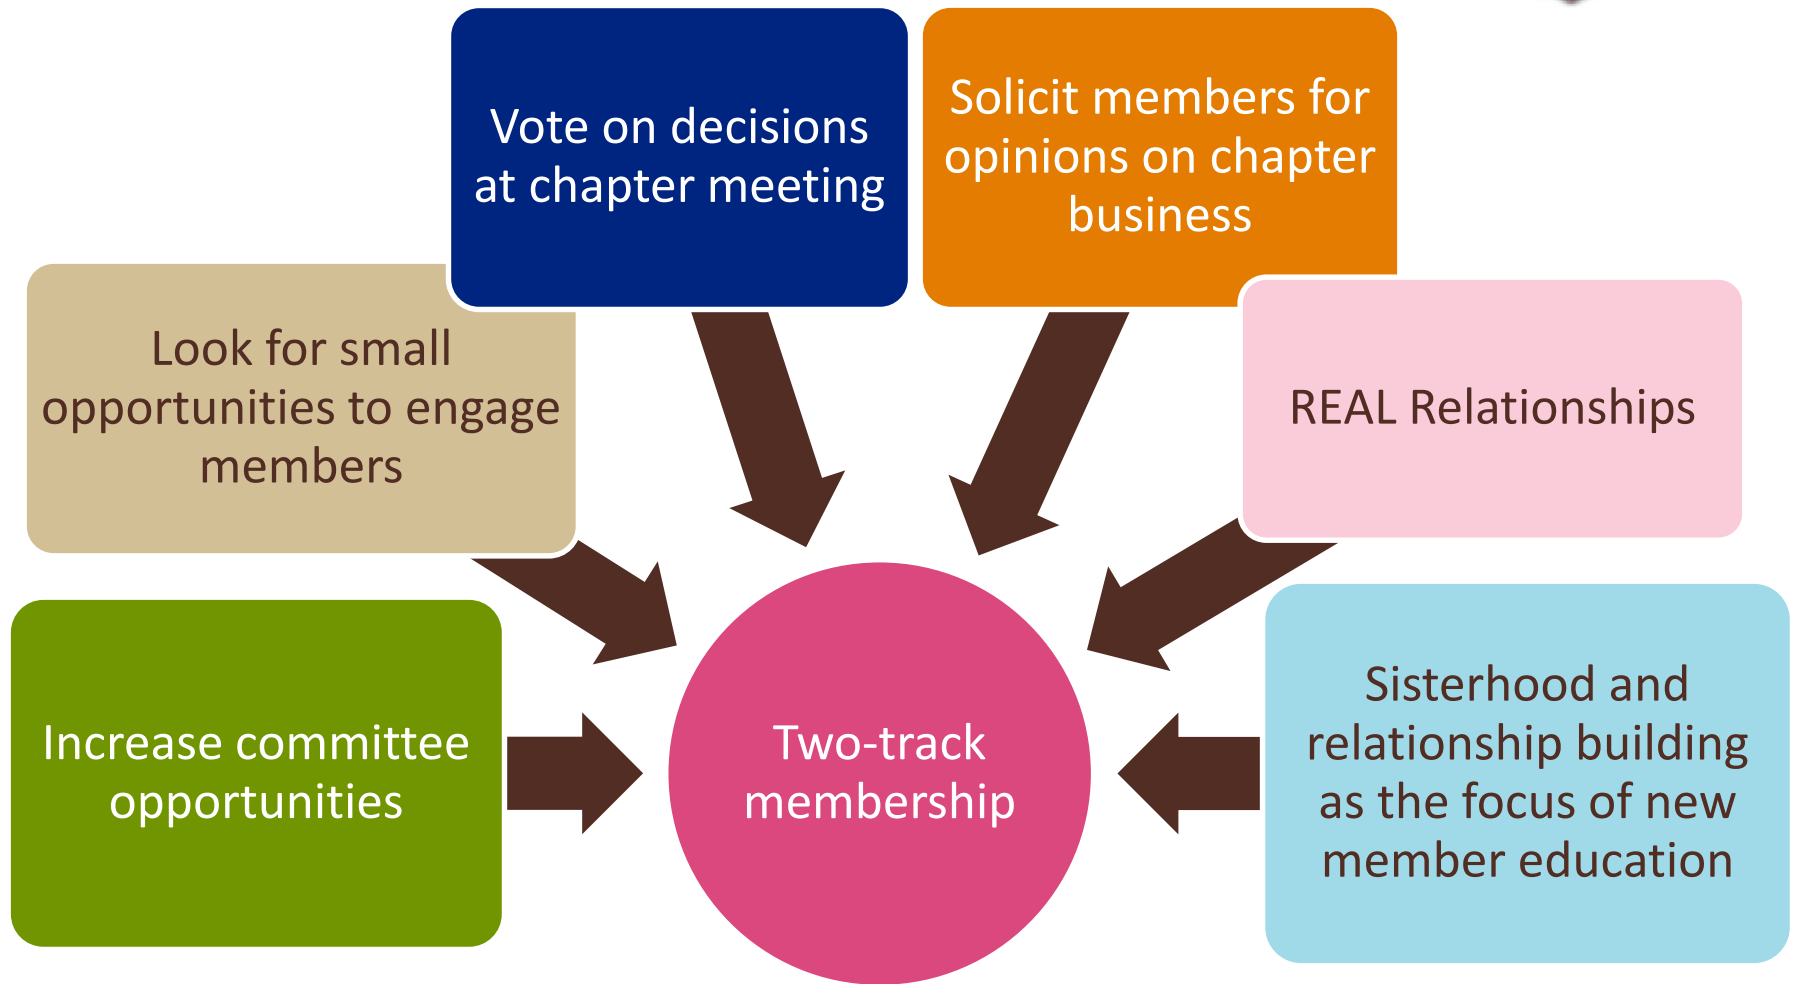 Vote on decisions
at chapter meeting
Solicit members for
opinions on chapter
business
Look for small
opportunities to engage
members
REAL Relationships
Increase committee
opportunities
Two-track
membership
Sisterhood and
relationship building
as the focus of new
member education